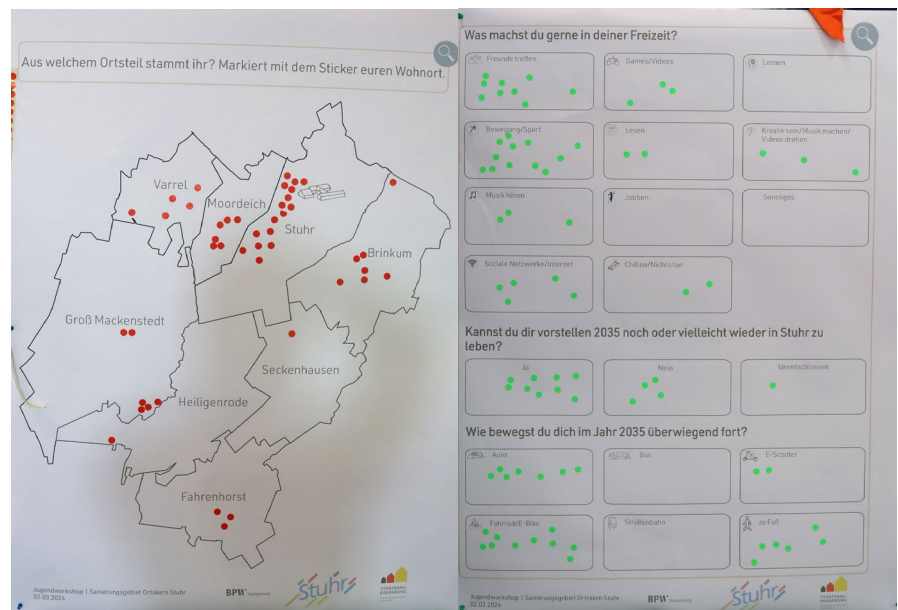 Aus welchem Ortsteil stammt ihr? Markiert mit dem Sticker euren Wohnort.
Varrel
Moordeich
Stuhr
Brinkum
Groß Mackenstedt
Seckenhausen
Heiligenrode
Fahrenhorst
Jugendworkshop | Sanierungsgebiet Ortskern Stuhr
02.03.2024
BPW
Stuhr
Was machst du gerne in deiner Freizeit?
Freunde treffen
Games/Videos
Lernen
Bewegung/Sport
Lesen
Kreativ sein/Musik machen/
Videos drehen
Musik hören
Jobben
Sonstiges
Soziale Netzwerke/Internet
Chillen/Nichts tun
Kannst du dir vorstellen 2035 noch oder vielleicht wieder in Stuhr zu
leben?
Ja
Nein
Unentschlossen
Wie bewegst du dich im Jahr 2035 überwiegend fort?
Auto
Bus
E-Scooter
Fahrrad/E-Bike
Straßenbahn
zu Fuß
Jugendworkshop | Sanierungsgebiet Ortskern Stuhr
02.03.2024
BPW
Stuhr